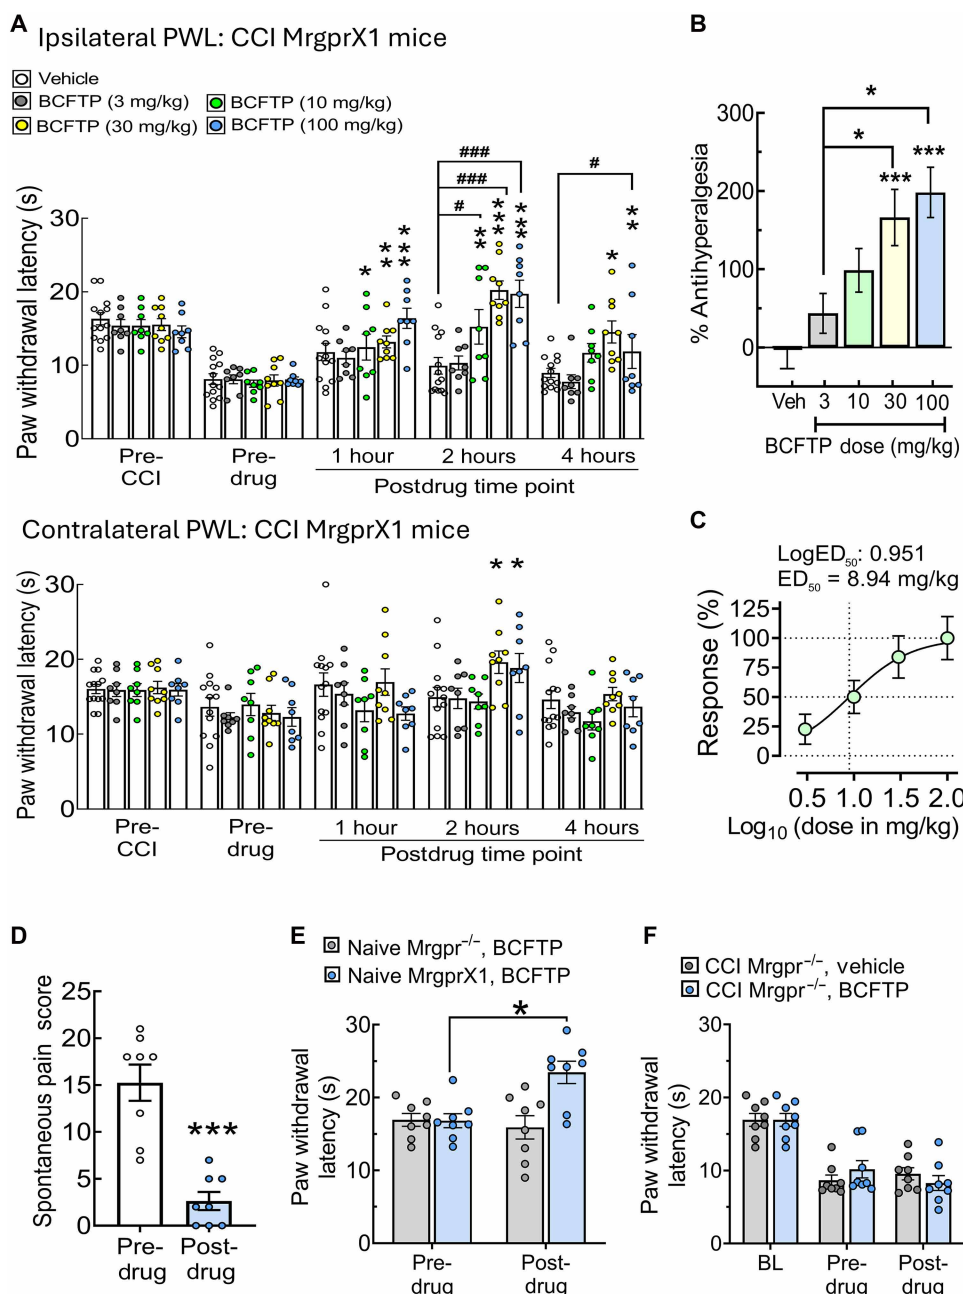 A
Ipsilateral PWL: CCI MrgprX1 mice
Vehicle
BCFTP (3 mg/kg)
BCFTP (10 mg/kg)
BCFTP (30 mg/kg)
BCFTP (100 mg/kg)
Paw withdrawal latency (s)
30
20
10
0
###
###
#
#
*
* *
* * *
* *
* * *
* * *
*
* *
Pre-
CCI
Pre-
drug
1 hour
2 hours
4 hours
Postdrug time point
Contralateral PWL: CCI MrgprX1 mice
Paw withdrawal latency (s)
30
20
10
0
* *
Pre-
CCI
Pre-
drug
1 hour
2 hours
4 hours
Postdrug time point
B
% Antihyperalgesia
300
200
100
0
*
*
***
***
Veh
3
10
30
100
BCFTP dose (mg/kg)
C
LogED50: 0.951
ED50 = 8.94 mg/kg
Response (%)
125
100
75
50
25
0
0.5 1.0 1.5 2.0
Log10 (dose in mg/kg)
D
Spontaneous pain score
25
20
15
10
5
0
***
Pre-
drug
Post-
drug
E
Naive Mrgpr−/−, BCFTP
Naive MrgprX1, BCFTP
Paw withdrawal
latency (s)
30
20
10
0
*
Pre-
drug
Post-
drug
F
CCI Mrgpr−/−, vehicle
CCI Mrgpr−/−, BCFTP
Paw withdrawal
latency (s)
30
20
10
0
BL
Pre-
drug
Post-
drug